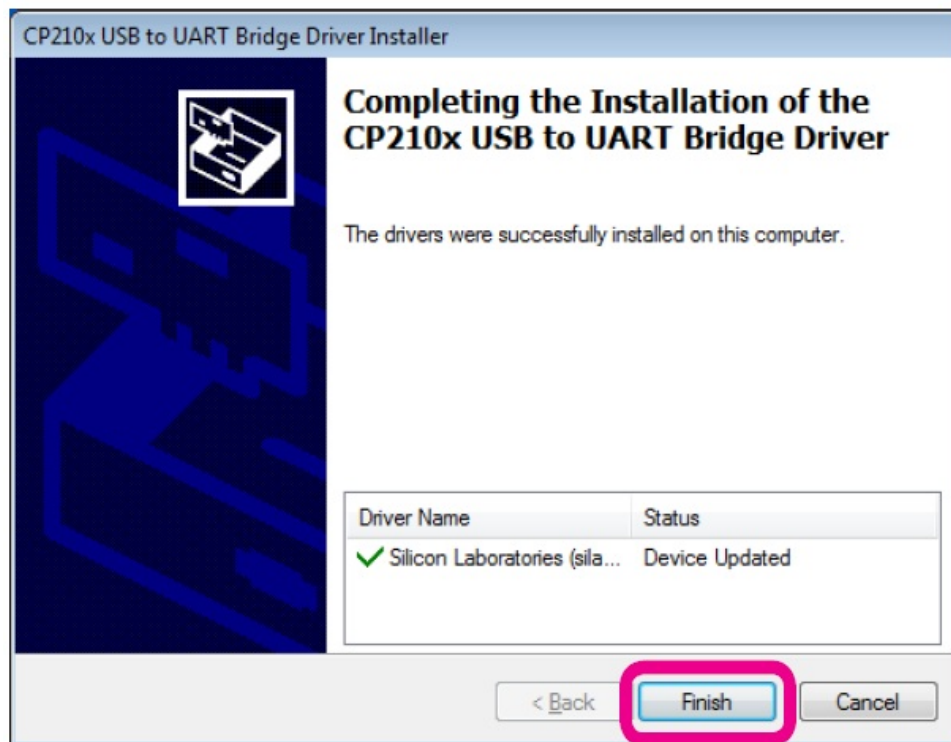 CP210x USB to UART Bridge Driver Installer
Completing the Installation of the
CP210x USB to UART Bridge Driver
The drivers were successfully installed on this computer.
Driver Name Status
Silicon Laboratories (sila... Device Updated
< Back Finish Cancel